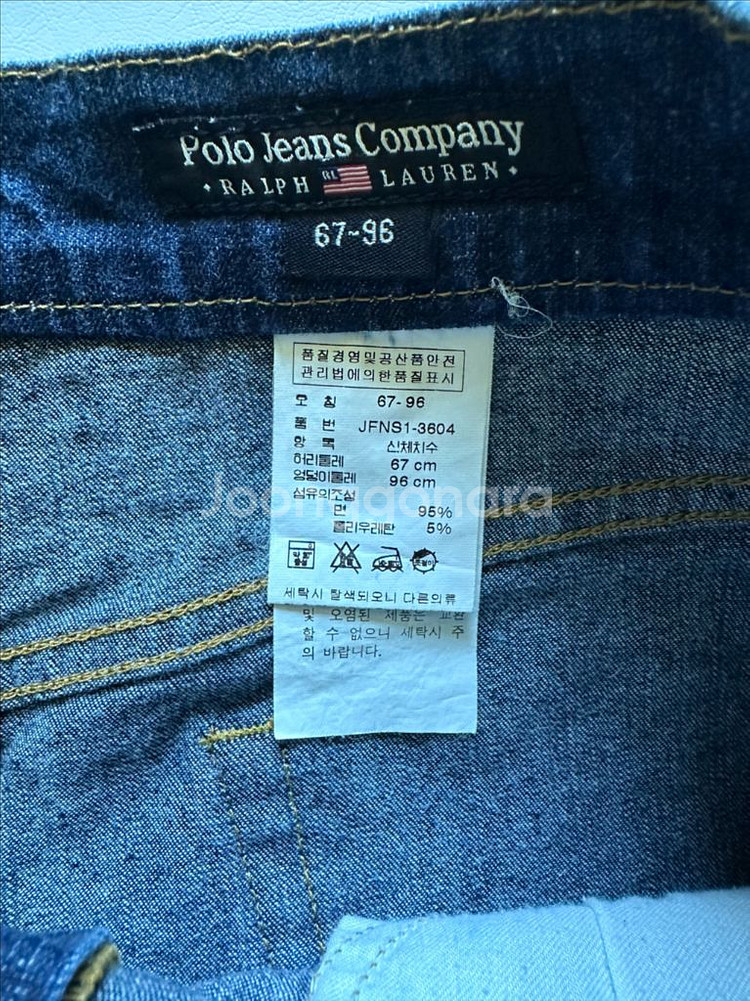 Polo Jeans Company
RALPH RL LAUREN
67~96
품질경영및공산품안전
관리법에의한품질표시
호 칭 67-96
품 번 JFNS1-3604
항 목 신체치수
허리둘레 67 cm
엉덩이둘레 96 cm
섬유의조성
면 95%
폴리우레탄 5%
세탁시 탈색되오니 다른의류
및 오염된 제품은 교환
할 수 없으니 세탁시 주
의 바랍니다.
Joonggonara